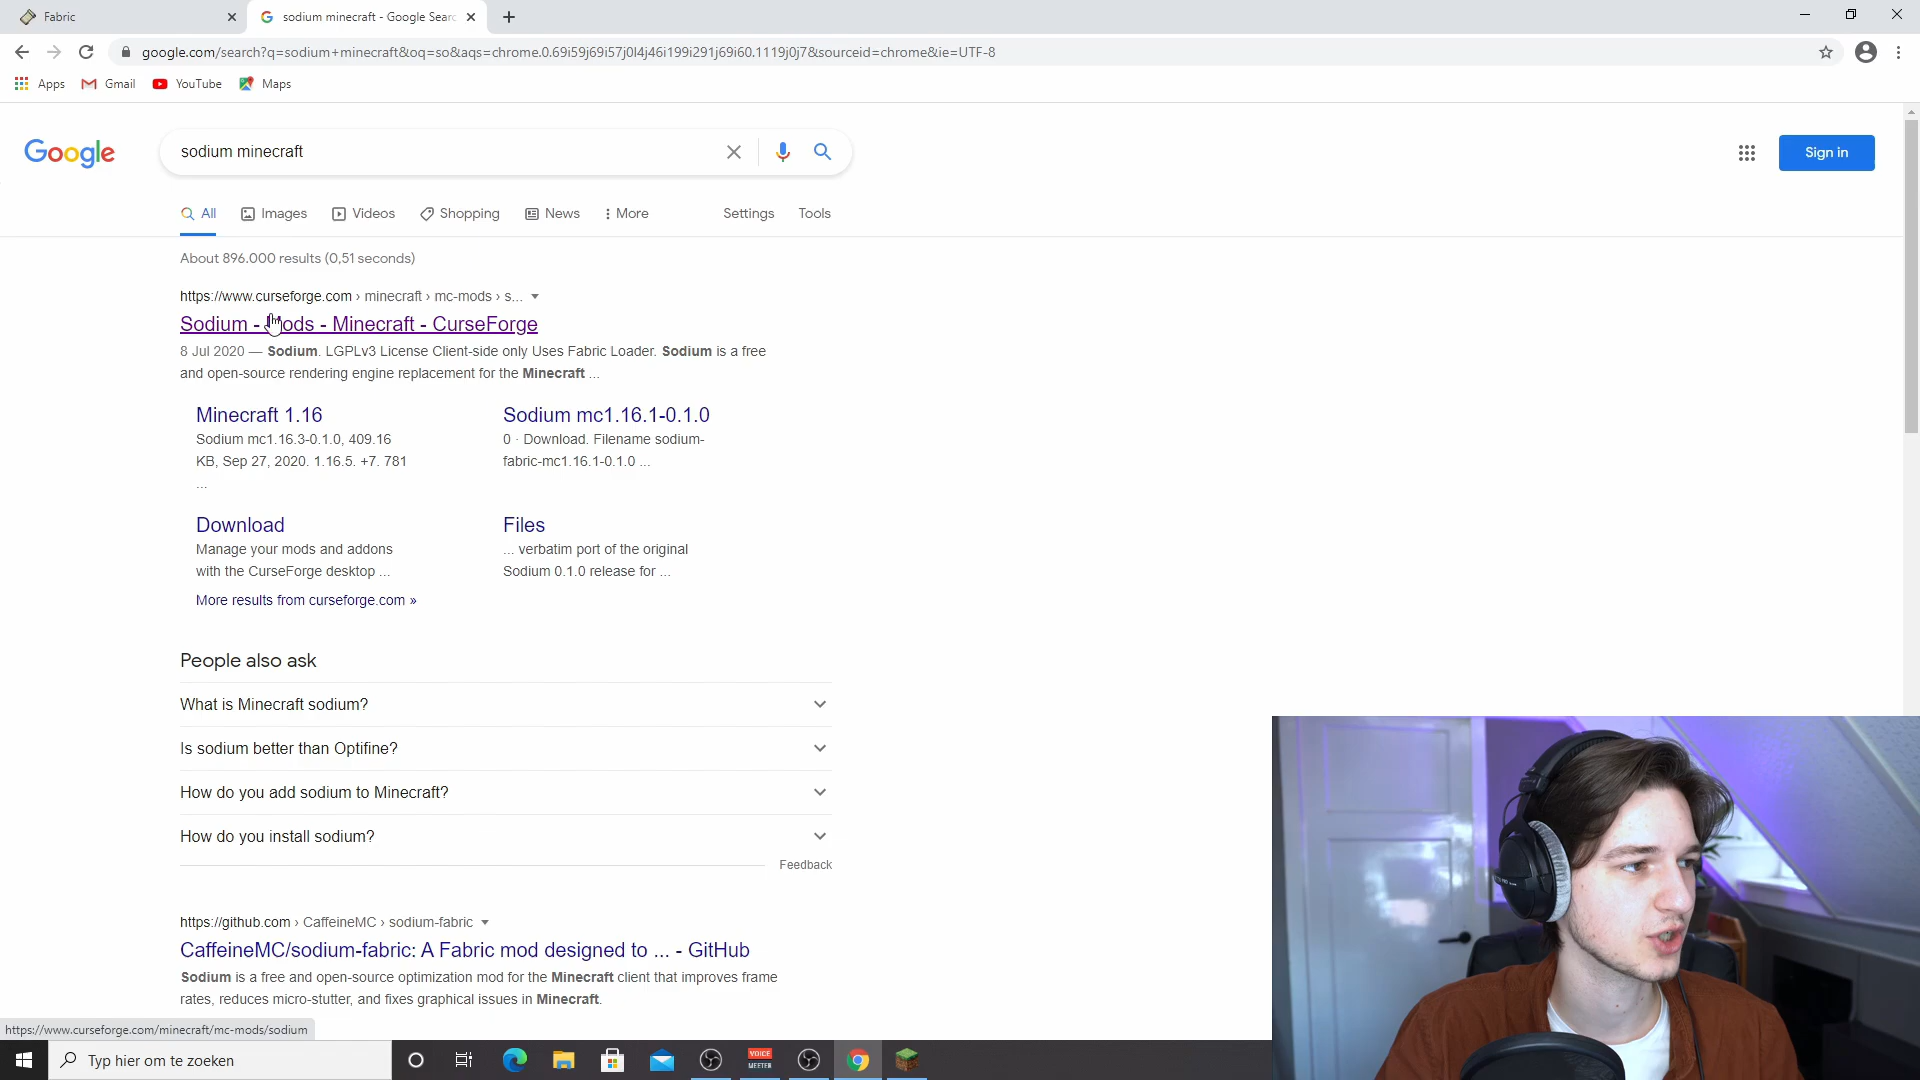 Fabric
sodium minecraft - Google Searc
google.com/search?q=sodium+minecraft&oq=so&aqs=chrome.0.69i59j69i57j0l4j46i199i291j69i60.1119j0j7&sourceid=chrome&ie=UTF-8
Apps
Gmail
YouTube
Maps
Google
sodium minecraft
Sign in
All
Images
Videos
Shopping
News
More
Settings
Tools
About 896.000 results (0,51 seconds)
https://www.curseforge.com › minecraft › mc-mods › s...
Sodium - Mods - Minecraft - CurseForge
8 Jul 2020 — Sodium. LGPLv3 License Client-side only Uses Fabric Loader. Sodium is a free
and open-source rendering engine replacement for the Minecraft ...
Minecraft 1.16
Sodium mc1.16.3-0.1.0, 409.16
KB, Sep 27, 2020. 1.16.5. +7. 781
...
Sodium mc1.16.1-0.1.0
0 · Download. Filename sodium-
fabric-mc1.16.1-0.1.0 ...
Download
Manage your mods and addons
with the CurseForge desktop ...
Files
... verbatim port of the original
Sodium 0.1.0 release for ...
More results from curseforge.com »
People also ask
What is Minecraft sodium?
Is sodium better than Optifine?
How do you add sodium to Minecraft?
How do you install sodium?
Feedback
https://github.com › CaffeineMC › sodium-fabric
CaffeineMC/sodium-fabric: A Fabric mod designed to ... - GitHub
Sodium is a free and open-source optimization mod for the Minecraft client that improves frame
rates, reduces micro-stutter, and fixes graphical issues in Minecraft.
https://www.curseforge.com/minecraft/mc-mods/sodium
Typ hier om te zoeken
VOICE
MEETER